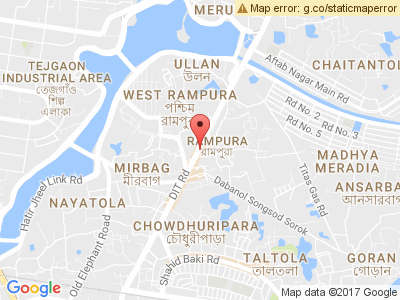 MERU
Map error: g.co/staticmaperror
TEJGAON
INDUSTRIAL AREA
তেজগাঁও
শিল্প
এলাকা
ULLAN
উলন
CHAITANTOL
Aftab Nagar Main Rd
WEST RAMPURA
পশ্চিম
রামপুরা
Rd No. 2
Rd No. 3
Rd No. 5
RAMPURA
রামপুরা
MADHYA
MERADIA
MIRBAG
মীরবাগ
Hatir Jheel Link Rd
DIT Rd
Dabanol Songsod Sorok
Titas Gas Rd
ANSARBA
আনসারবা
NAYATOLA
Old Elephant Road
CHOWDHURIPARA
চৌধুরীপাড়া
Shahid Baki Rd
TALTOLA
তালতলা
GORAN
গোড়ান
Google
Map data ©2017 Google